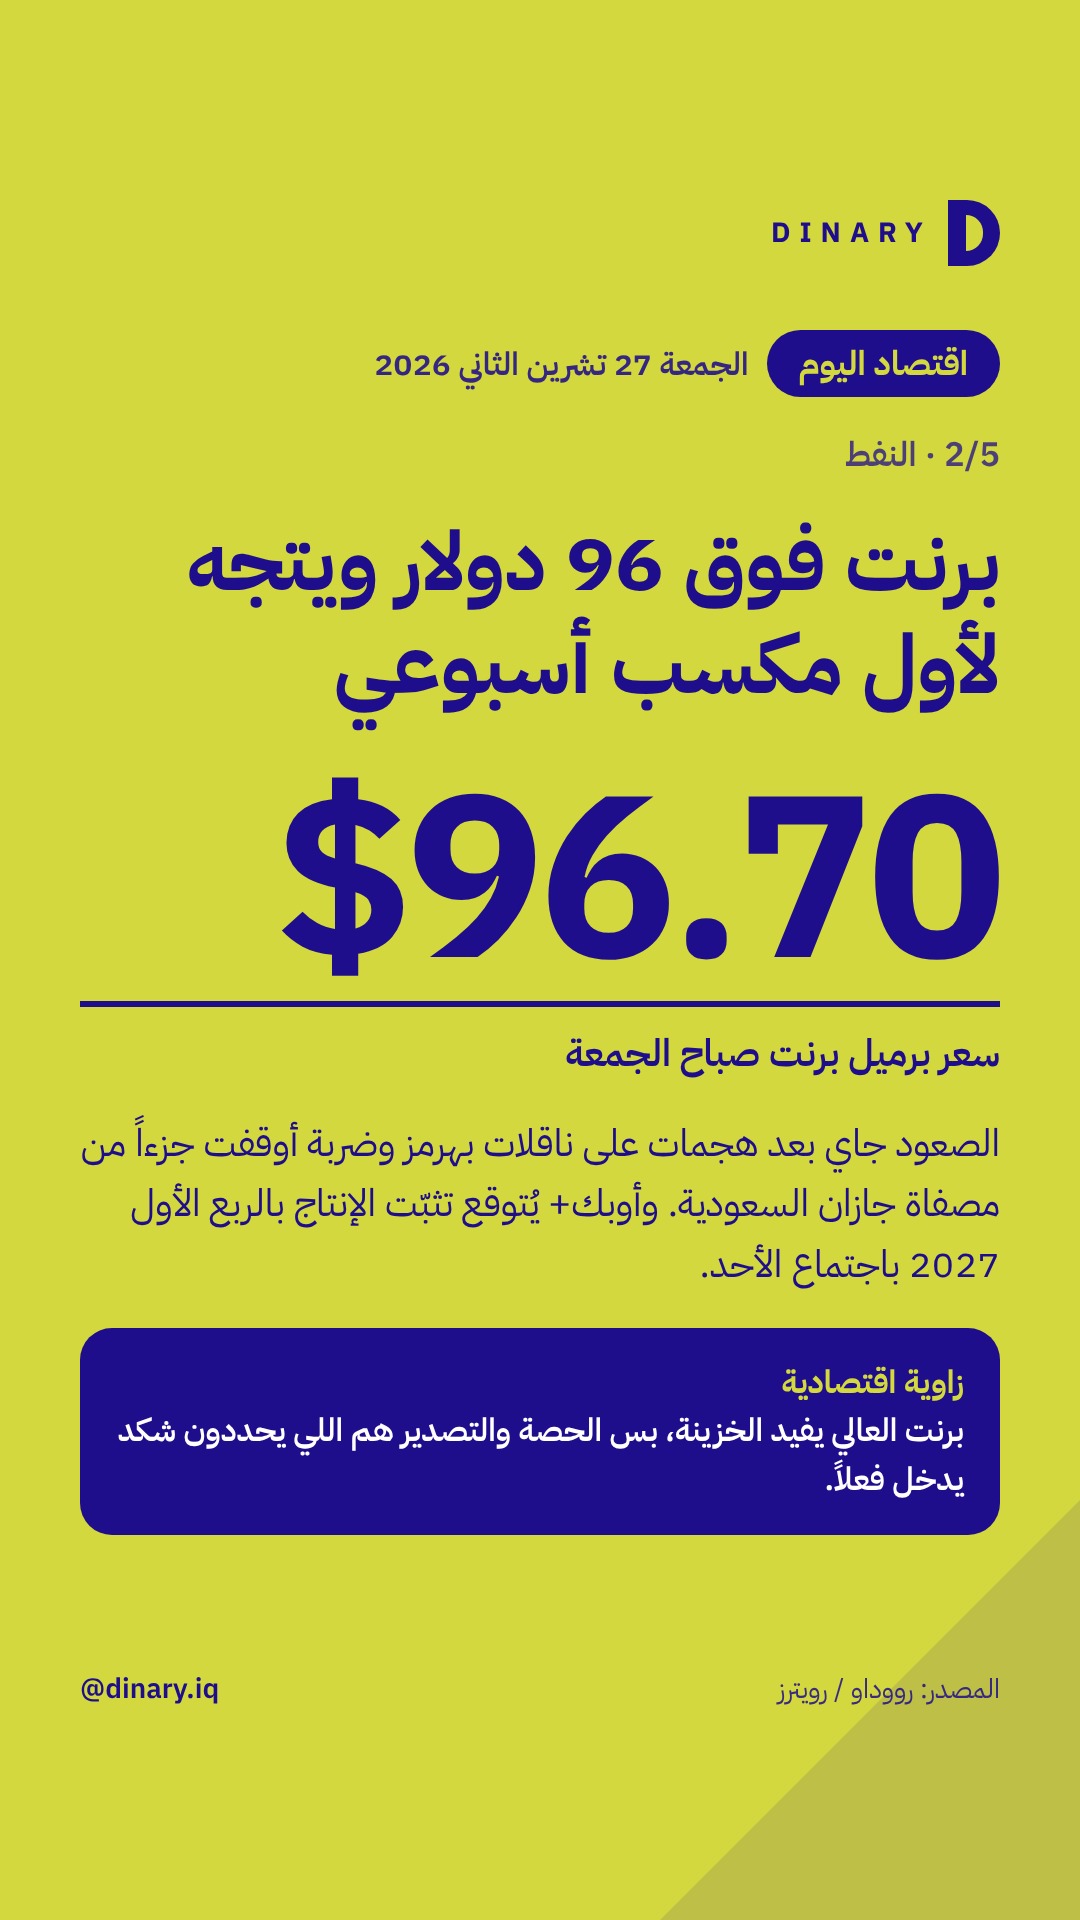 DINARY
اقتصاد اليوم الجمعة 27 تشرين الثاني 2026
2/5 · النفط
برنت فوق 96 دولار ويتجه
لأول مكسب أسبوعي
$96.70
سعر برميل برنت صباح الجمعة
الصعود جاي بعد هجمات على ناقلات بهرمز وضربة أوقفت جزءاً من
مصفاة جازان السعودية. وأوبك+ يُتوقع تثبّت الإنتاج بالربع الأول
2027 باجتماع الأحد.
زاوية اقتصادية
برنت العالي يفيد الخزينة، بس الحصة والتصدير هم اللي يحددون شكد
يدخل فعلاً.
المصدر: رووداو / رويترز
@dinary.iq